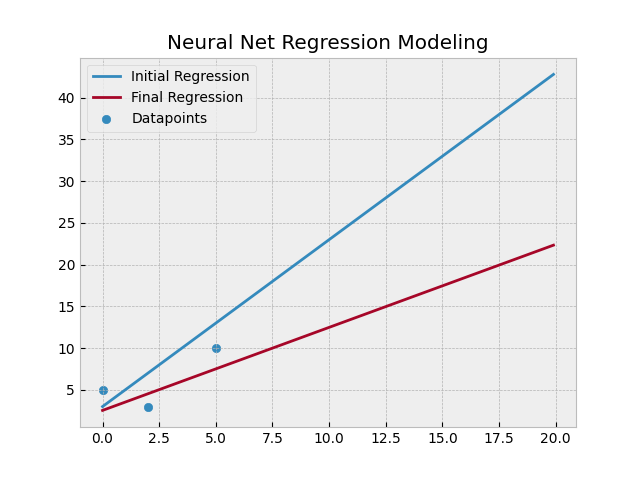 Neural Net Regression Modeling
Initial Regression
Final Regression
Datapoints
40
35
30
25
20
15
10
5
0.0 2.5 5.0 7.5 10.0 12.5 15.0 17.5 20.0